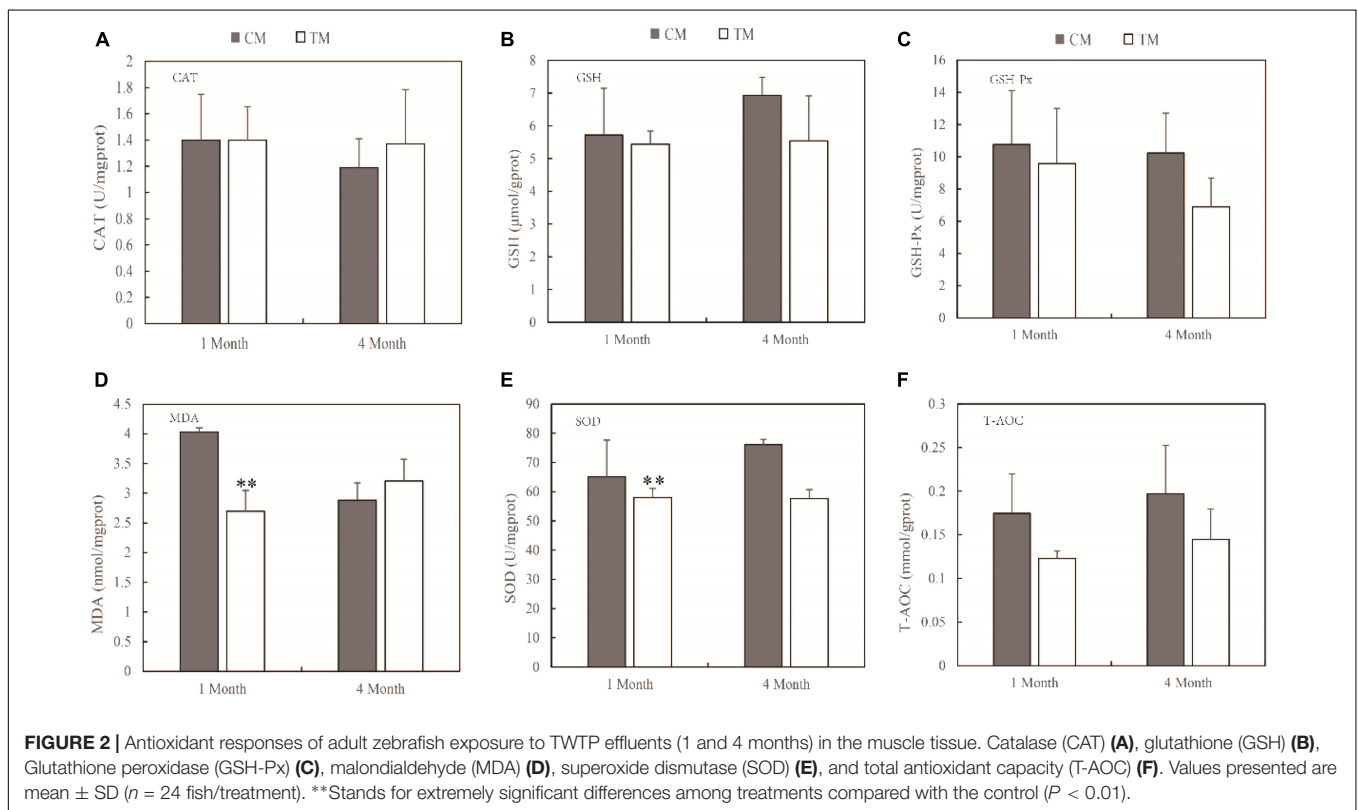 A
■ CM □ TM
CAT
CAT (U/mgprot)
2
1.8
1.6
1.4
1.2
1
0.8
0.6
0.4
0.2
0
1 Month 4 Month
B
■ CM □ TM
GSH
GSH (μmol/gprot)
8
7
6
5
4
3
2
1
0
1 Month 4 Month
C
■ CM □ TM
GSH-Px
GSH-Px (U/mgprot)
16
14
12
10
8
6
4
2
0
1 Month 4 Month
D
MDA
MDA (nmol/mgprot)
4.5
4
3.5
3
2.5
2
1.5
1
0.5
0
**
1 Month 4 Month
E
SOD
SOD (U/mgprot)
90
80
70
60
50
40
30
20
10
0
**
1 Month 4 Month
F
T-AOC
T-AOC (mmol/gprot)
0.3
0.25
0.2
0.15
0.1
0.05
0
1 Month 4 Month
FIGURE 2 | Antioxidant responses of adult zebrafish exposure to TWTP effluents (1 and 4 months) in the muscle tissue. Catalase (CAT) (A), glutathione (GSH) (B),
Glutathione peroxidase (GSH-Px) (C), malondialdehyde (MDA) (D), superoxide dismutase (SOD) (E), and total antioxidant capacity (T-AOC) (F). Values presented are
mean ± SD (n = 24 fish/treatment). **Stands for extremely significant differences among treatments compared with the control (P < 0.01).